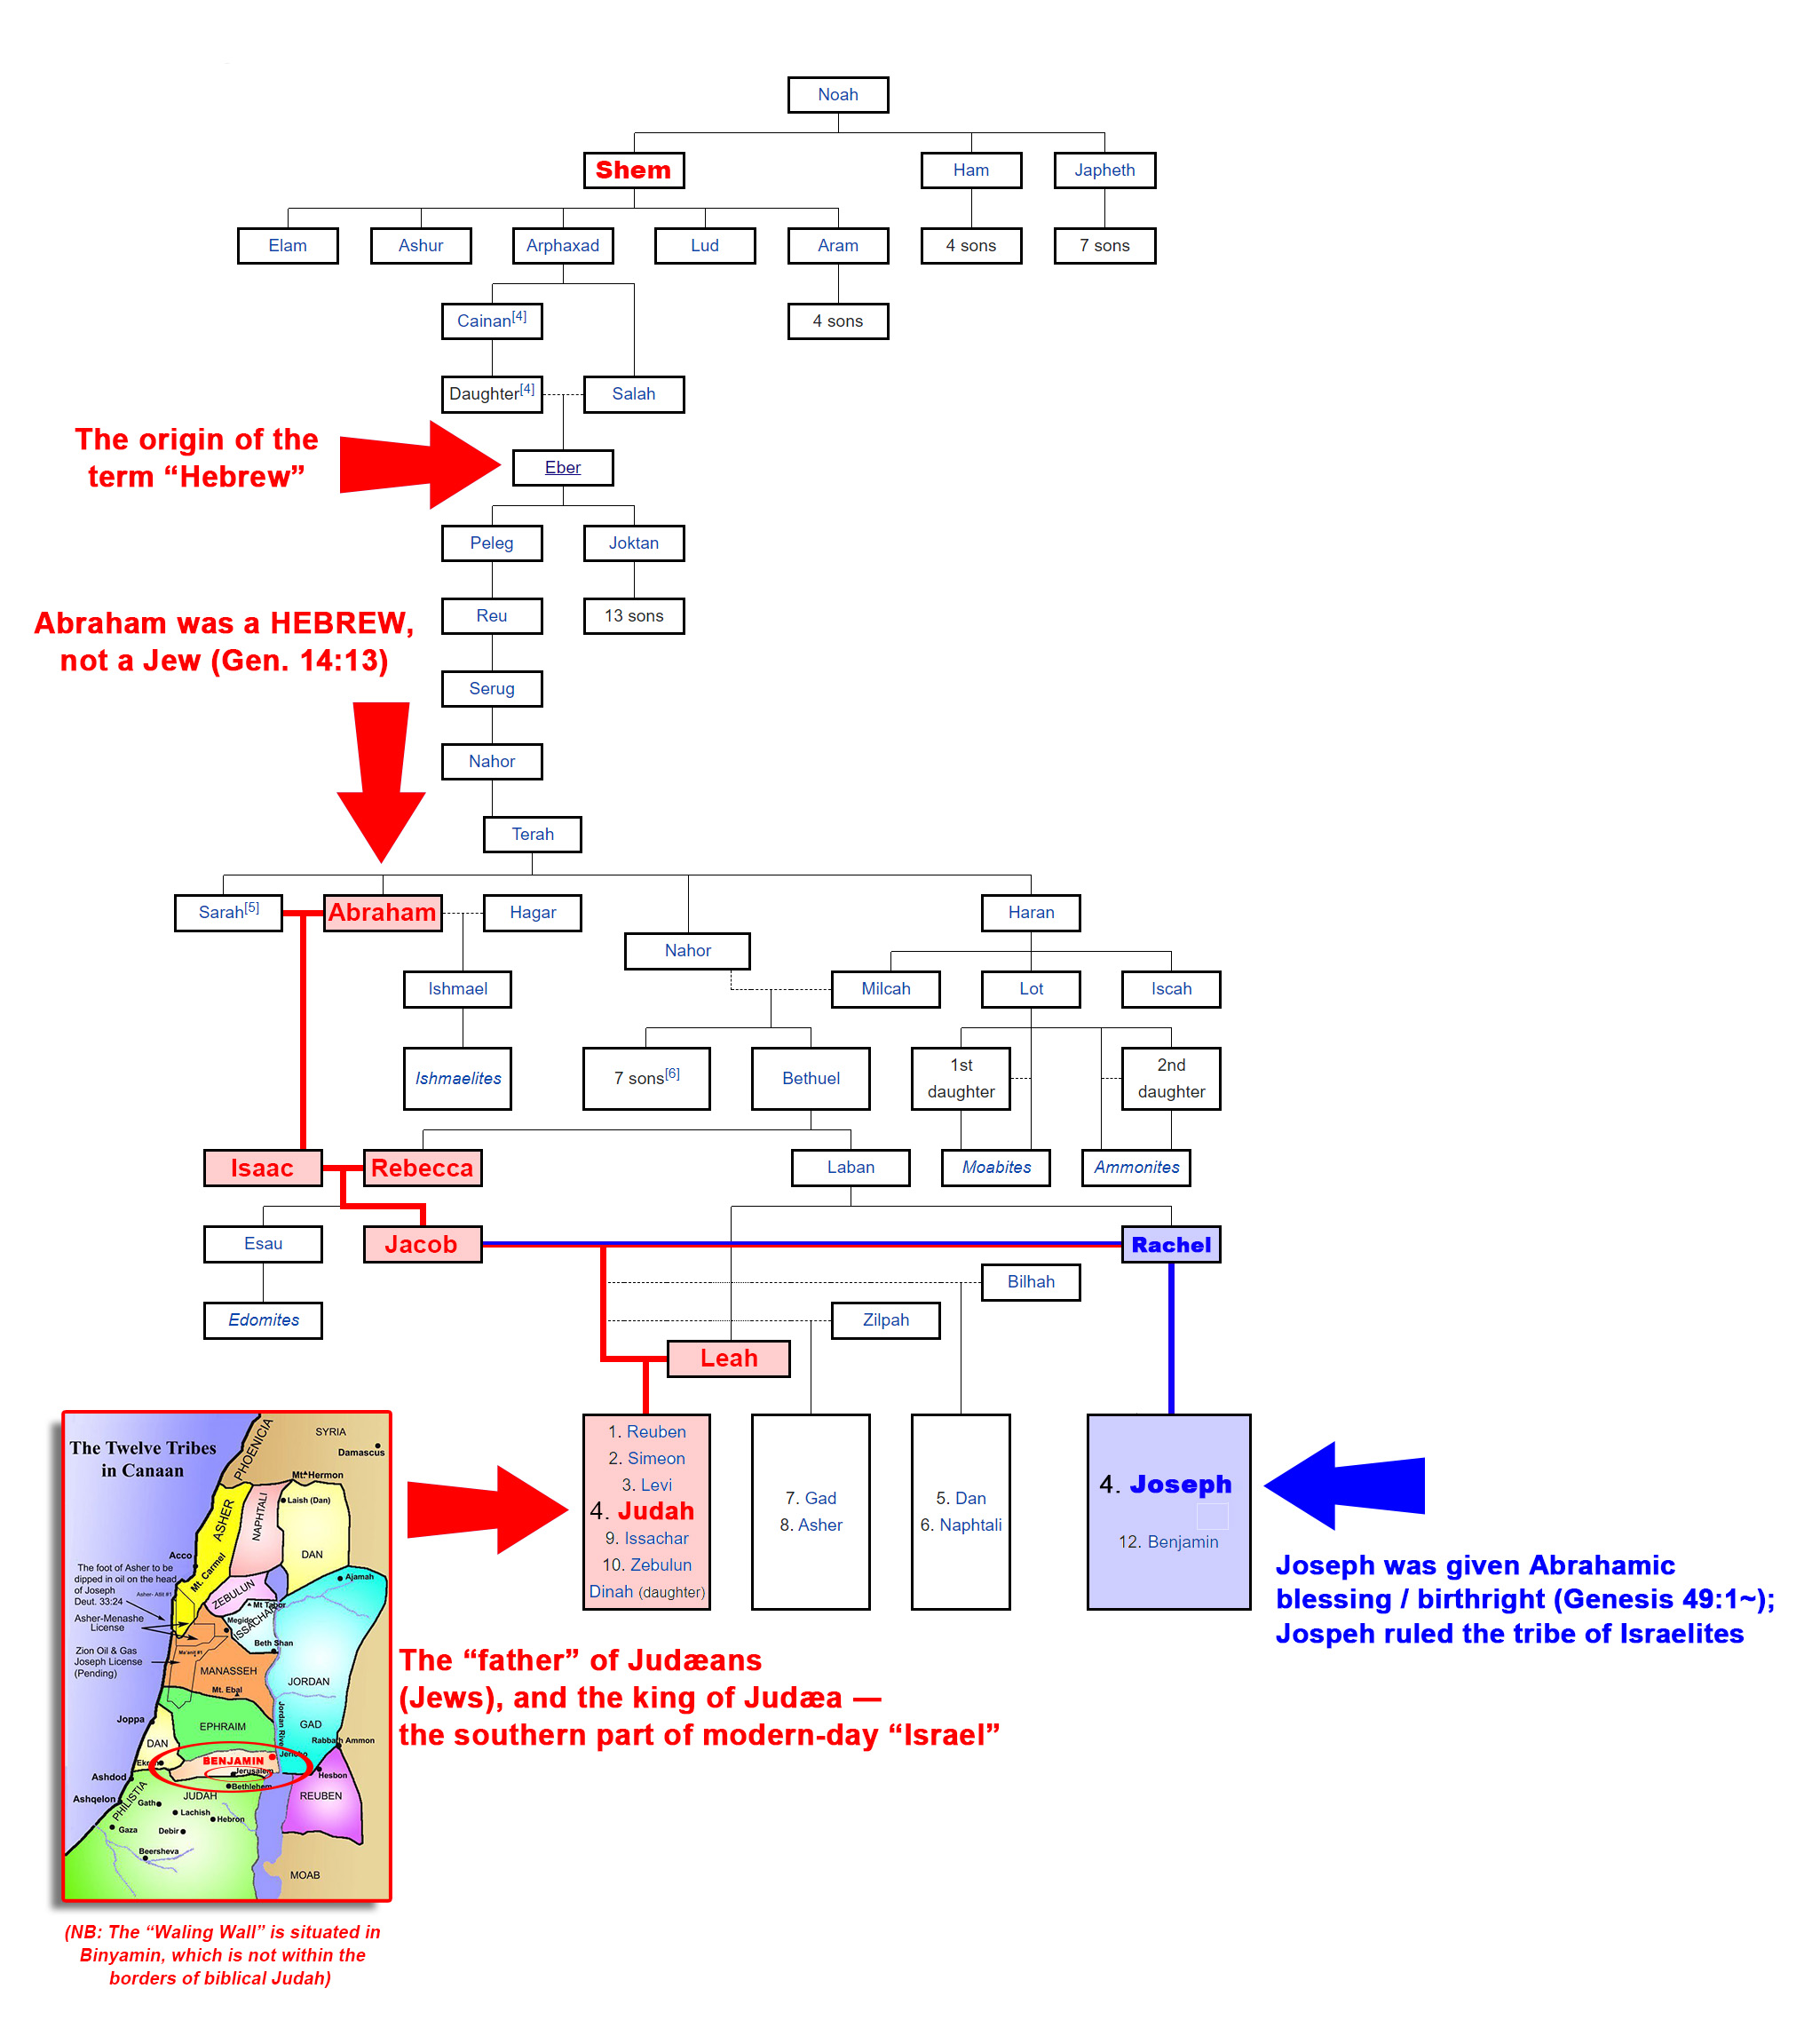 Noah
Shem
Ham
Japheth
Elam
Ashur
Arphaxad
Lud
Aram
4 sons
7 sons
Cainan[4]
4 sons
Daughter[4]
Salah
The origin of the
term “Hebrew”
Eber
Peleg
Joktan
Abraham was a HEBREW,
not a Jew (Gen. 14:13)
Reu
13 sons
Serug
Nahor
Terah
Sarah[5]
Abraham
Hagar
Haran
Nahor
Ishmael
Milcah
Lot
Iscah
Ishmaelites
7 sons[6]
Bethuel
1st
daughter
2nd
daughter
Isaac
Rebecca
Laban
Moabites
Ammonites
Esau
Jacob
Rachel
Bilhah
Edomites
Zilpah
Leah
1. Reuben
2. Simeon
3. Levi
4. Judah
9. Issachar
10. Zebulun
Dinah (daughter)
7. Gad
8. Asher
5. Dan
6. Naphtali
4. Joseph
12. Benjamin
Joseph was given Abrahamic
blessing / birthright (Genesis 49:1~);
Jospeh ruled the tribe of Israelites
The “father” of Judæans
(Jews), and the king of Judæa —
the southern part of modern-day “Israel”
The Twelve Tribes
in Canaan
PHOENICIA
SYRIA
Damascus
Mt. Hermon
Laish (Dan)
ASHER
NAPHTALI
DAN
Acco
Mt. Carmel
The foot of Asher to be
dipped in oil on the head
of Joseph
Deut. 33:24
Asher- Atlit #1
Asher-Menashe
License
Zion Oil & Gas
Joseph License
(Pending)
Ma'anit #1
ZEBULUN
Mt Tabor
Megido
ISSACHAR
Ajamah
Beth Shan
MANASSEH
Mt. Ebal
JORDAN
Jordan River
Joppa
EPHRAIM
GAD
DAN
Rabbath Ammon
Ekron
BENJAMIN
Jericho
Jerusalem
Hesbon
Ashdod
Bethlehem
Ashqelon
PHILISTIA
JUDAH
REUBEN
Gath
Lachish
Hebron
Gaza
Debir
Beersheva
MOAB
(NB: The “Waling Wall” is situated in
Binyamin, which is not within the
borders of biblical Judah)